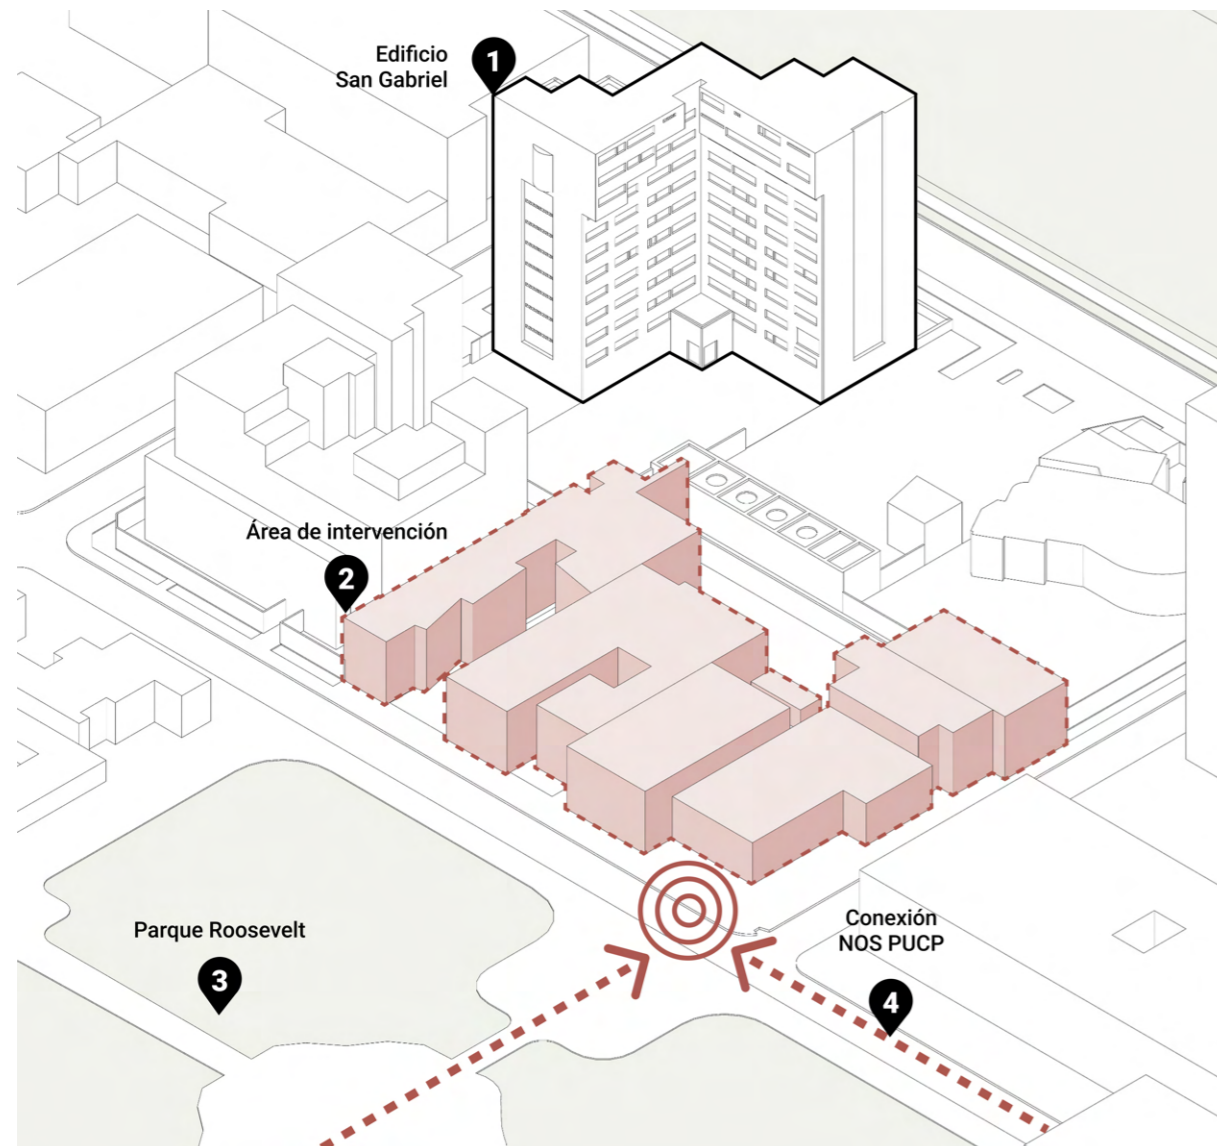 Edificio
San Gabriel
1
Área de intervención
2
Parque Roosevelt
3
Conexión
NOS PUCP
4